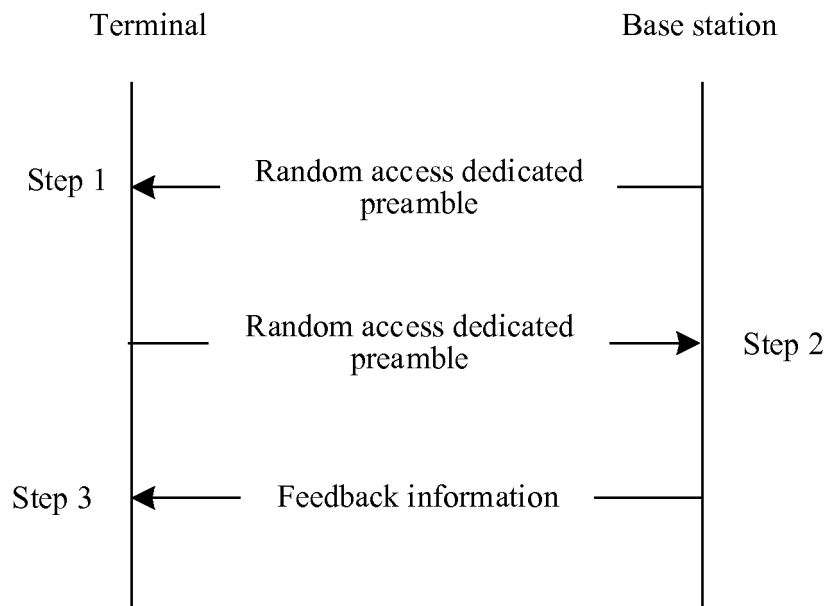 Terminal
Base station
Step 1
Random access dedicated
preamble
Random access dedicated
preamble
Step 2
Step 3
Feedback information